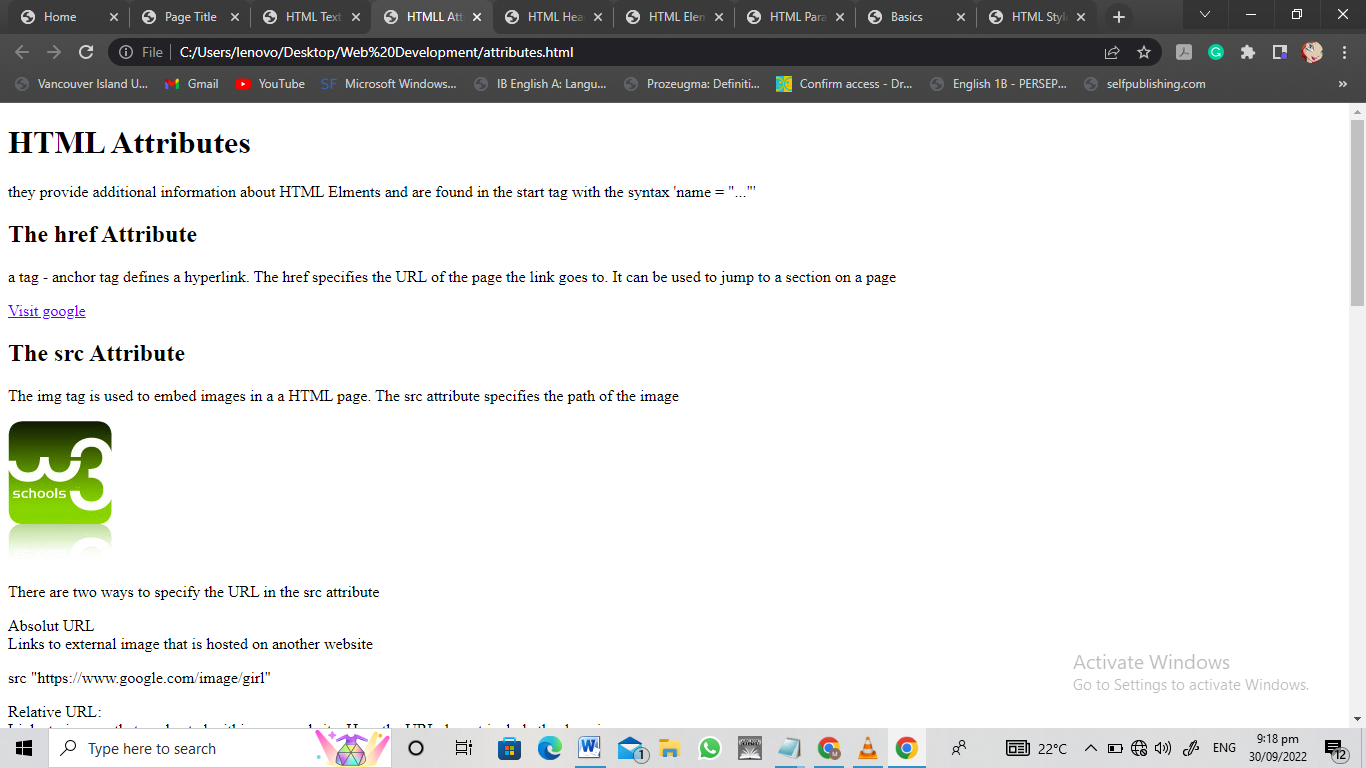 Home
Page Title
HTML Text
HTMLL Att
HTML Hea
HTML Elem
HTML Para
Basics
HTML Style
File
C:/Users/lenovo/Desktop/Web%20Development/attributes.html
Vancouver Island U...
Gmail
YouTube
SF Microsoft Windows...
IB English A: Langu...
Prozeugma: Definiti...
Confirm access - Dr...
English 1B - PERSEP...
selfpublishing.com
»
HTML Attributes
they provide additional information about HTML Elments and are found in the start tag with the syntax 'name = "..."'
The href Attribute
a tag - anchor tag defines a hyperlink. The href specifies the URL of the page the link goes to. It can be used to jump to a section on a page
Visit google
The src Attribute
The img tag is used to embed images in a a HTML page. The src attribute specifies the path of the image
w3
schools
There are two ways to specify the URL in the src attribute
Absolut URL
Links to external image that is hosted on another website
src "https://www.google.com/image/girl"
Relative URL:
Activate Windows
Go to Settings to activate Windows.
Type here to search
1
22°C
ENG
9:18 pm
30/09/2022
12